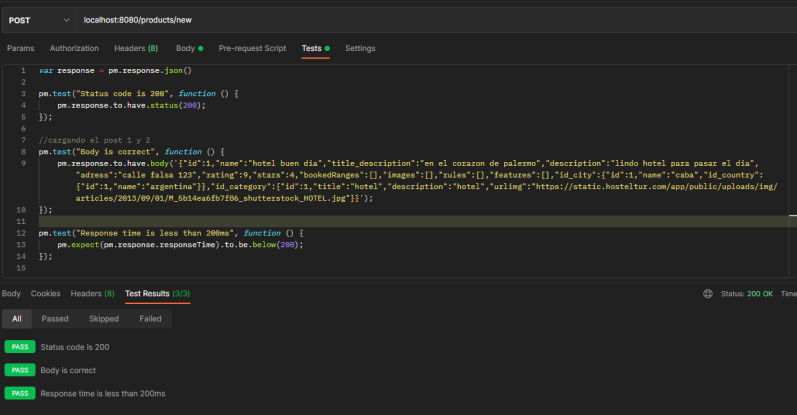 POST localhost:8080/products/new
Params Authorization Headers (8) Body Pre-request Script Tests Settings
1 var response = pm.response.json()
2
3 pm.test("Status code is 200", function () {
4 pm.response.to.have.status(200);
5 });
6
7 //cargando el post 1 y 2
8 pm.test("Body is correct", function () {
9 pm.response.to.have.body('{"id":1,"name":"hotel buen dia","title_description":"en el corazon de palermo","description":"lindo hotel para pasar el dia",
"adress":"calle falsa 123","rating":9,"stars":4,"bookedRanges":[],"images":[],"rules":[],"features":[],"id_city":{"id":1,"name":"caba","id_country":
{"id":1,"name":"argentina"}},"id_category":{"id":1,"title":"hotel","description":"hotel","urlimg":"https://static.hosteltur.com/app/public/uploads/img/
articles/2013/09/01/M_5b14ea6fb7f86_shutterstock_HOTEL.jpg"}}');
10 });
11
12 pm.test("Response time is less than 200ms", function () {
13 pm.expect(pm.response.responseTime).to.be.below(200);
14 });
15
Body Cookies Headers (8) Test Results (3/3) Status: 200 OK Time
All Passed Skipped Failed
PASS Status code is 200
PASS Body is correct
PASS Response time is less than 200ms